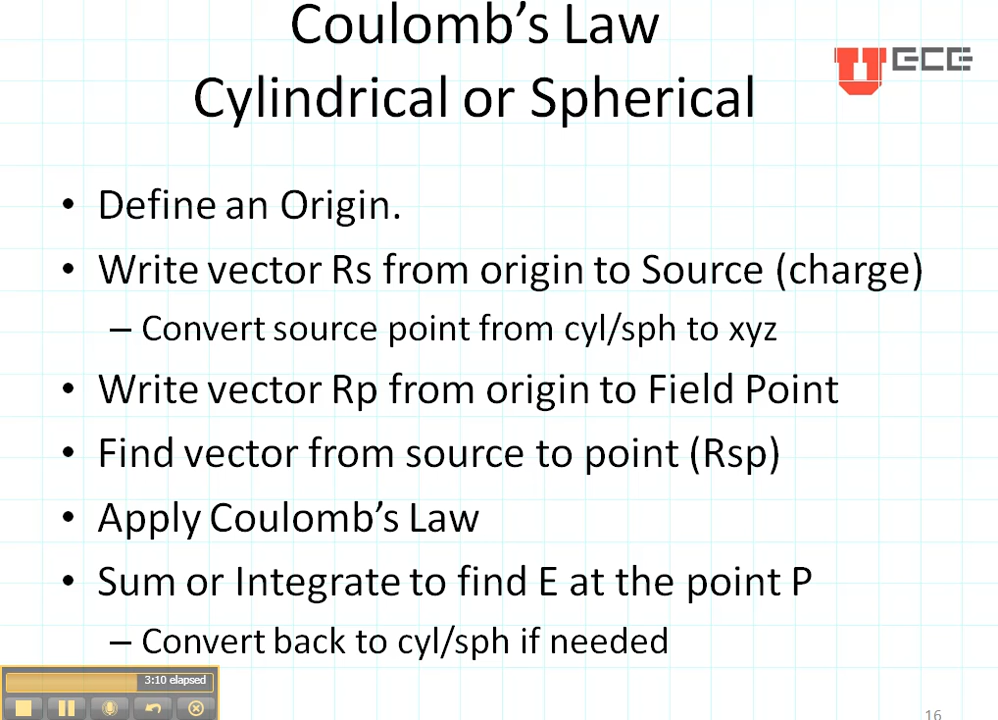 Coulomb's Law
Cylindrical or Spherical
U ECE
• Define an Origin.
• Write vector Rs from origin to Source (charge)
– Convert source point from cyl/sph to xyz
• Write vector Rp from origin to Field Point
• Find vector from source to point (Rsp)
• Apply Coulomb's Law
• Sum or Integrate to find E at the point P
– Convert back to cyl/sph if needed
3:10 elapsed
16